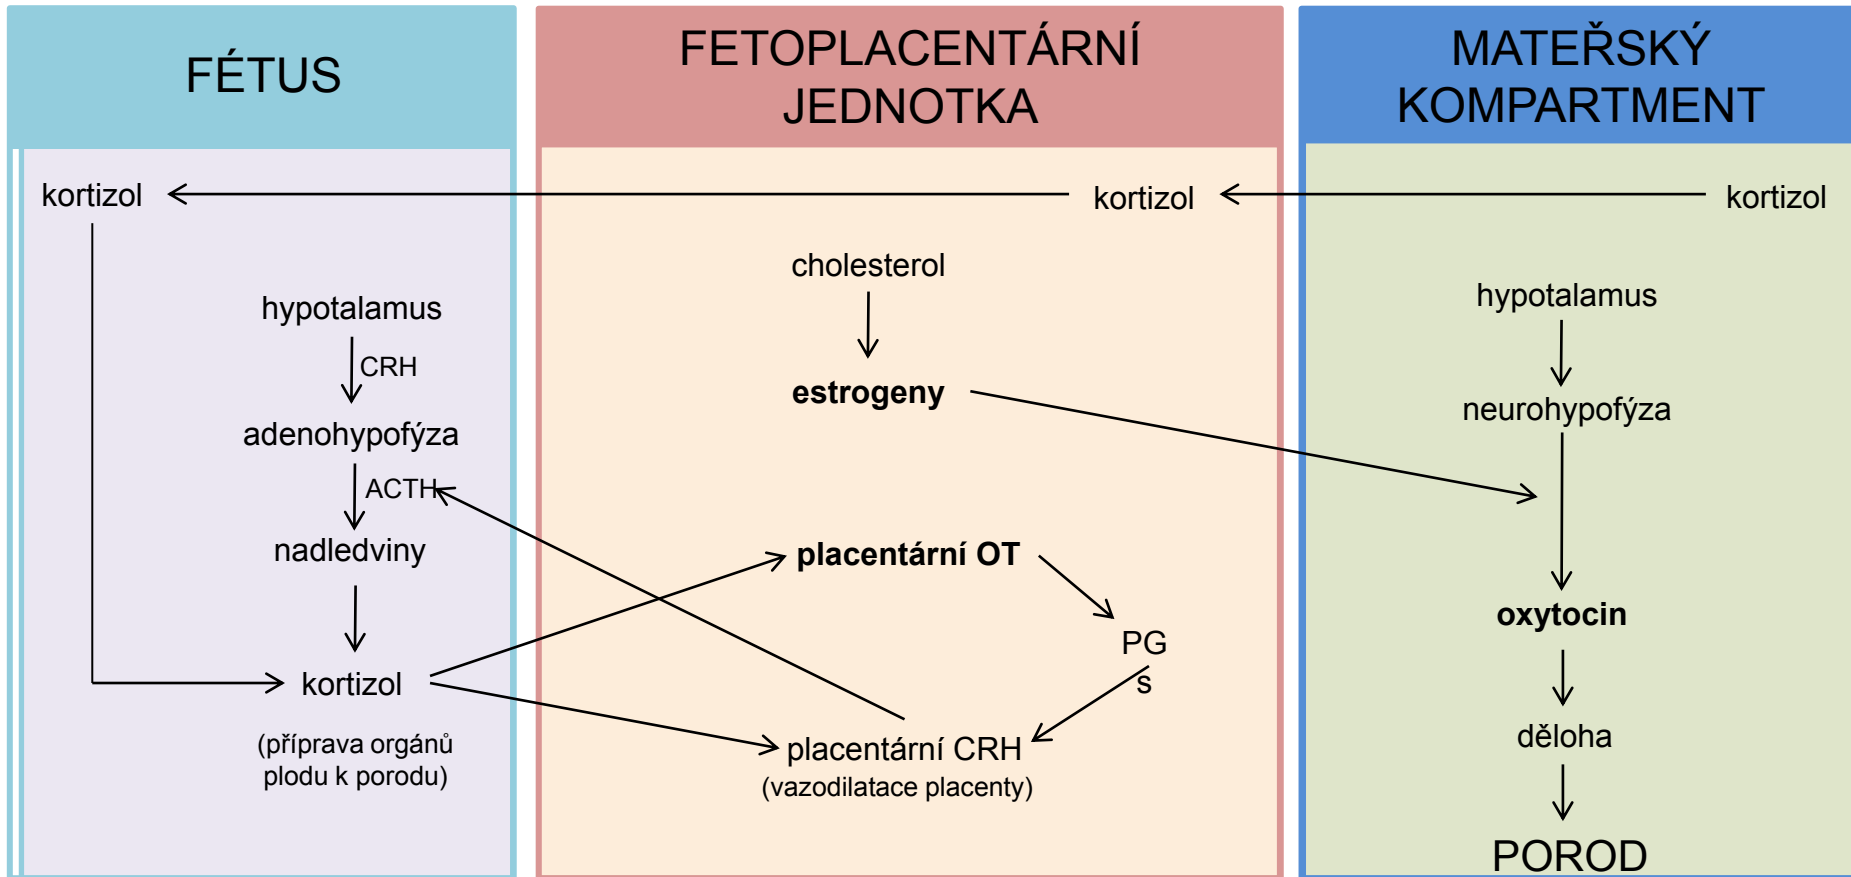 FÉTUS
FETOPLACENTÁRNÍ
JEDNOTKA
MATEŘSKÝ
KOMPARTMENT
kortizol
kortizol
kortizol
hypotalamus
CRH
adenohypofýza
ACTH
nadledviny
kortizol
(příprava orgánů
plodu k porodu)
cholesterol
estrogeny
placentární OT
PG
s
placentární CRH
(vazodilatace placenty)
hypotalamus
neurohypofýza
oxytocin
děloha
POROD